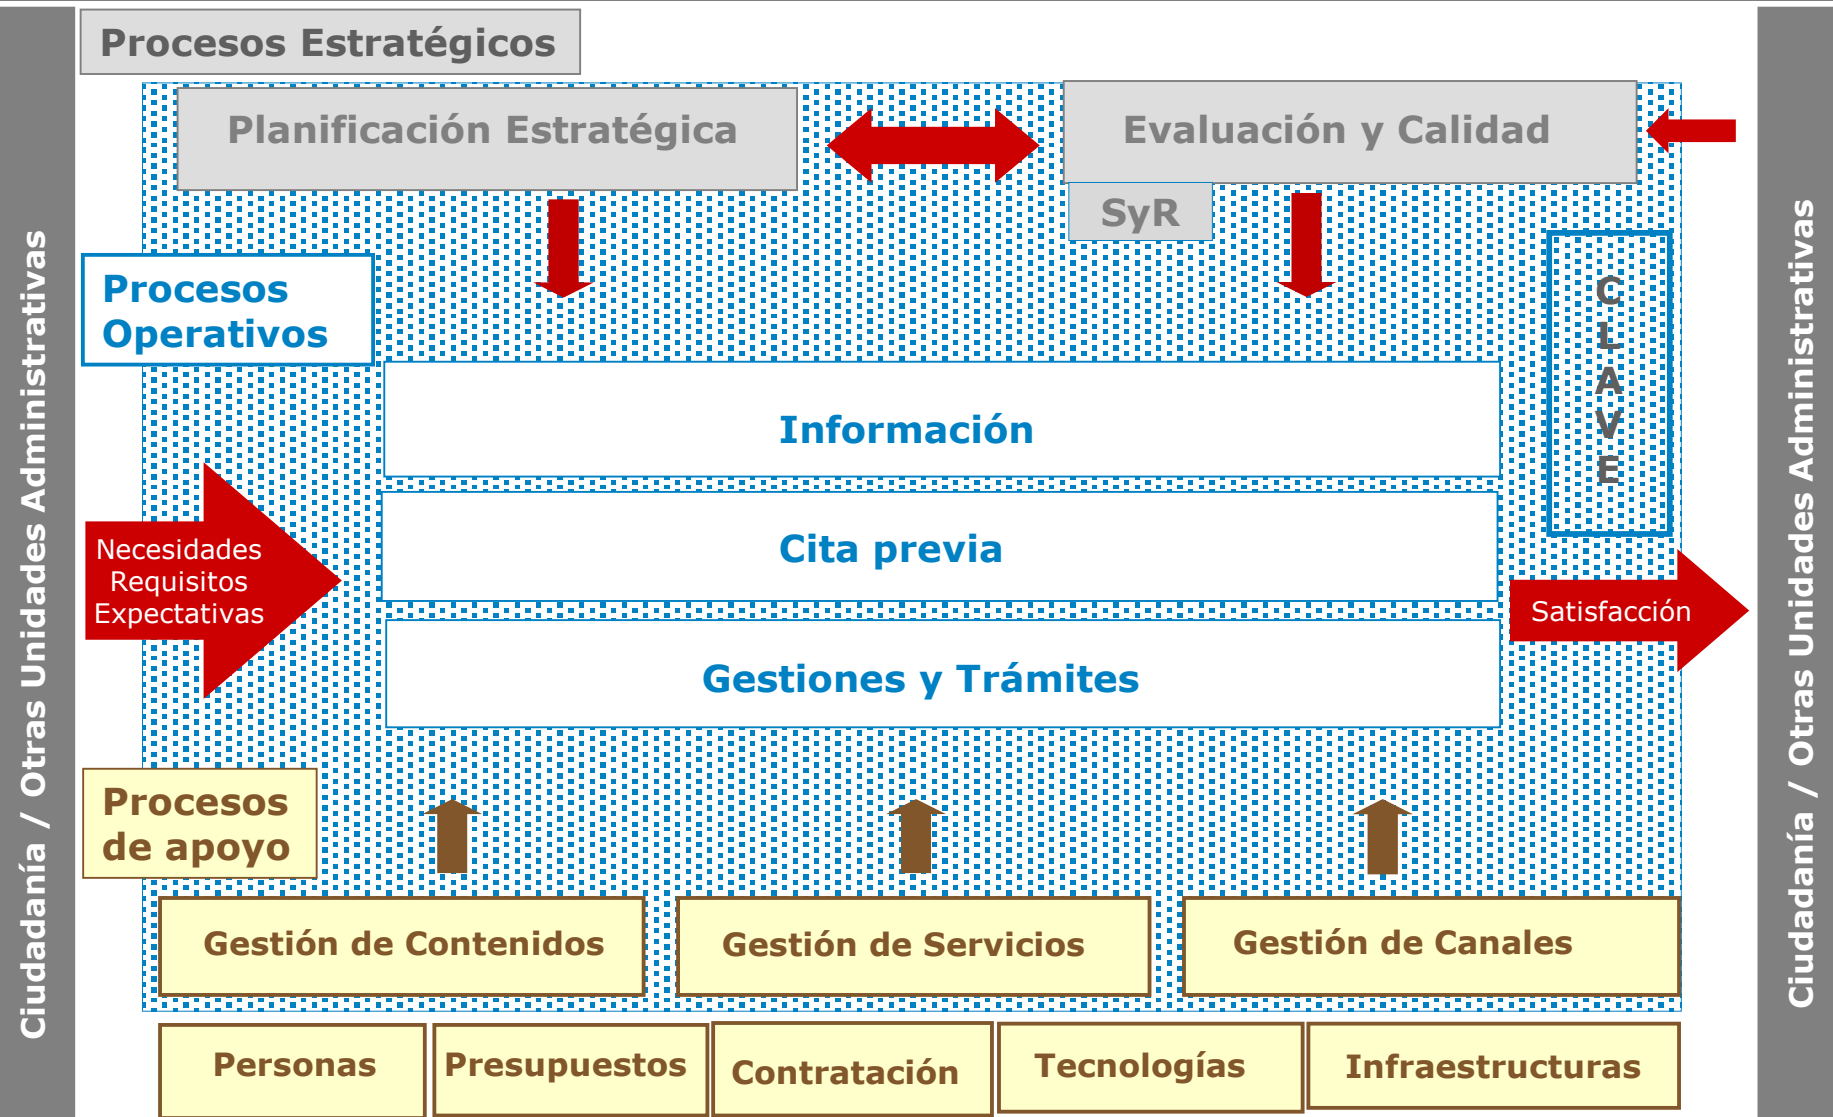 Procesos Estratégicos
Planificación Estratégica
Evaluación y Calidad
SyR
Procesos
Operativos
C
L
A
V
E
Información
Cita previa
Gestiones y Trámites
Necesidades
Requisitos
Expectativas
Satisfacción
Procesos
de apoyo
Gestión de Contenidos
Gestión de Servicios
Gestión de Canales
Personas
Presupuestos
Contratación
Tecnologías
Infraestructuras
Ciudadanía / Otras Unidades Administrativas
Ciudadanía / Otras Unidades Administrativas